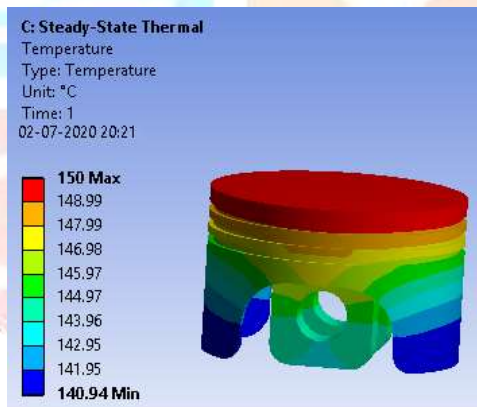 C: Steady-State Thermal
Temperature
Type: Temperature
Unit: °C
Time: 1
02-07-2020 20:21
150 Max
148.99
147.99
146.98
145.97
144.97
143.96
142.95
141.95
140.94 Min